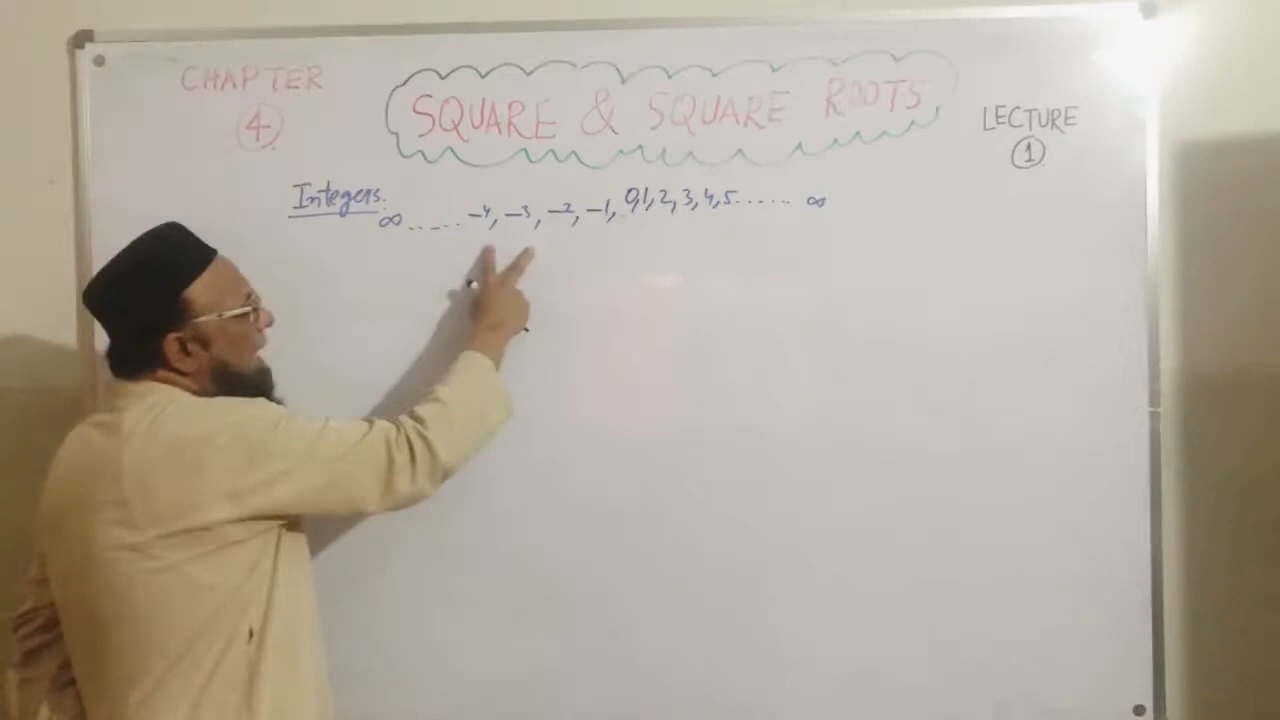 CHAPTER
4
SQUARE & SQUARE ROOTS
LECTURE
1
Integers.
∞ ...... -4, -3, -2, -1, 0, 1, 2, 3, 4, 5 ...... ∞